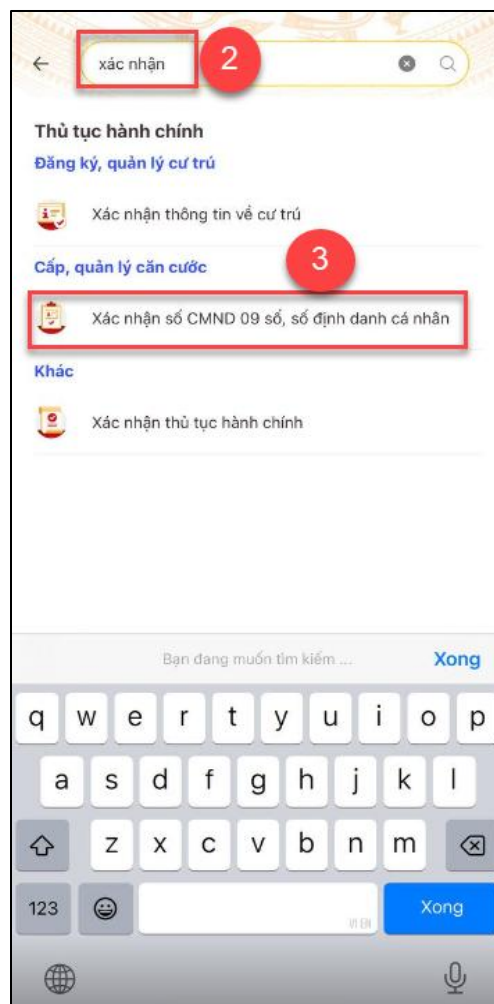 xác nhận
2
Thủ tục hành chính
Đăng ký, quản lý cư trú
Xác nhận thông tin về cư trú
Cấp, quản lý căn cước
3
Xác nhận số CMND 09 số, số định danh cá nhân
Khác
Xác nhận thủ tục hành chính
Bạn đang muốn tìm kiếm ...
Xong
q w e r t y u i o p
a s d f g h j k l
z x c v b n m
123
VI EN
Xong